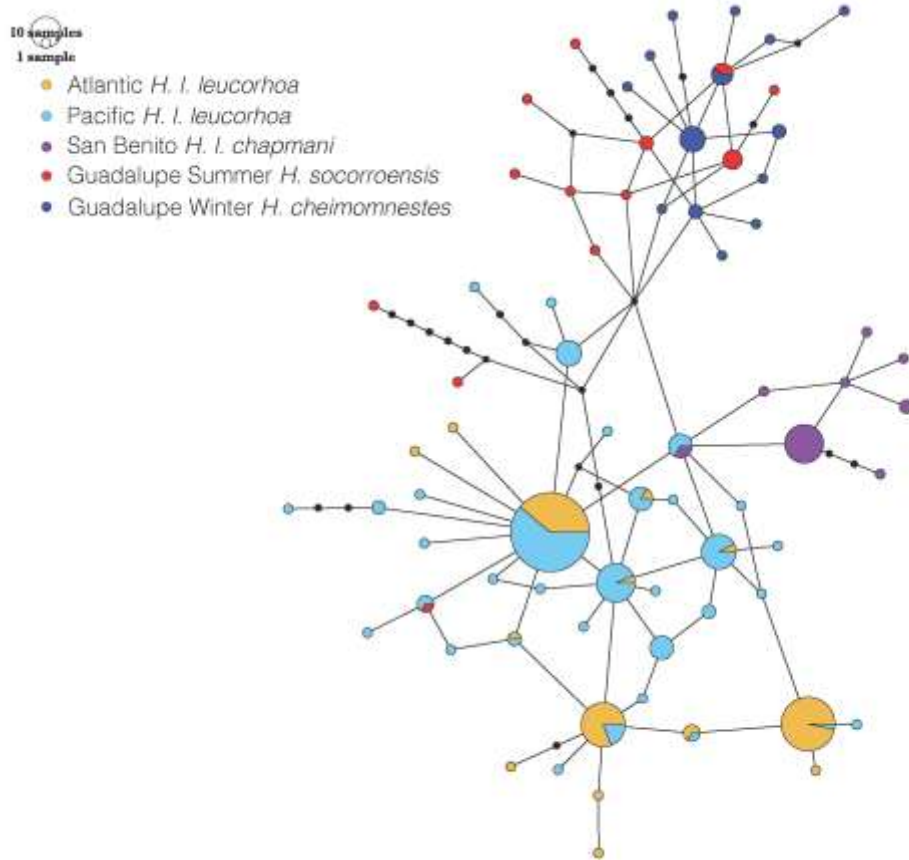 10 samples
1 sample
Atlantic H. l. leucorhoa
Pacific H. l. leucorhoa
San Benito H. l. chapmani
Guadalupe Summer H. socorroensis
Guadalupe Winter H. cheimomnestes